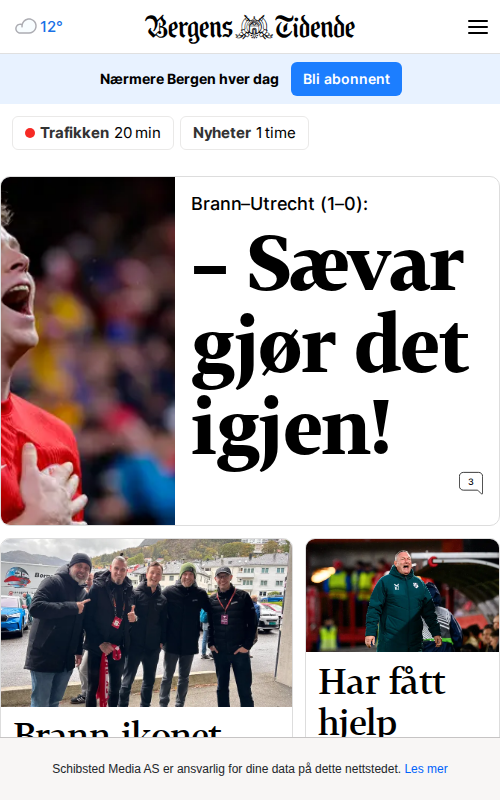 12°
Bergens Tidende
Nærmere Bergen hver dag
Bli abonnent
Trafikken 20 min
Nyheter 1 time
Brann–Utrecht (1–0):
– Sævar
gjør det
igjen!
3
Har fått
hjelp
Brann-ikonet
Schibsted Media AS er ansvarlig for dine data på dette nettstedet. Les mer